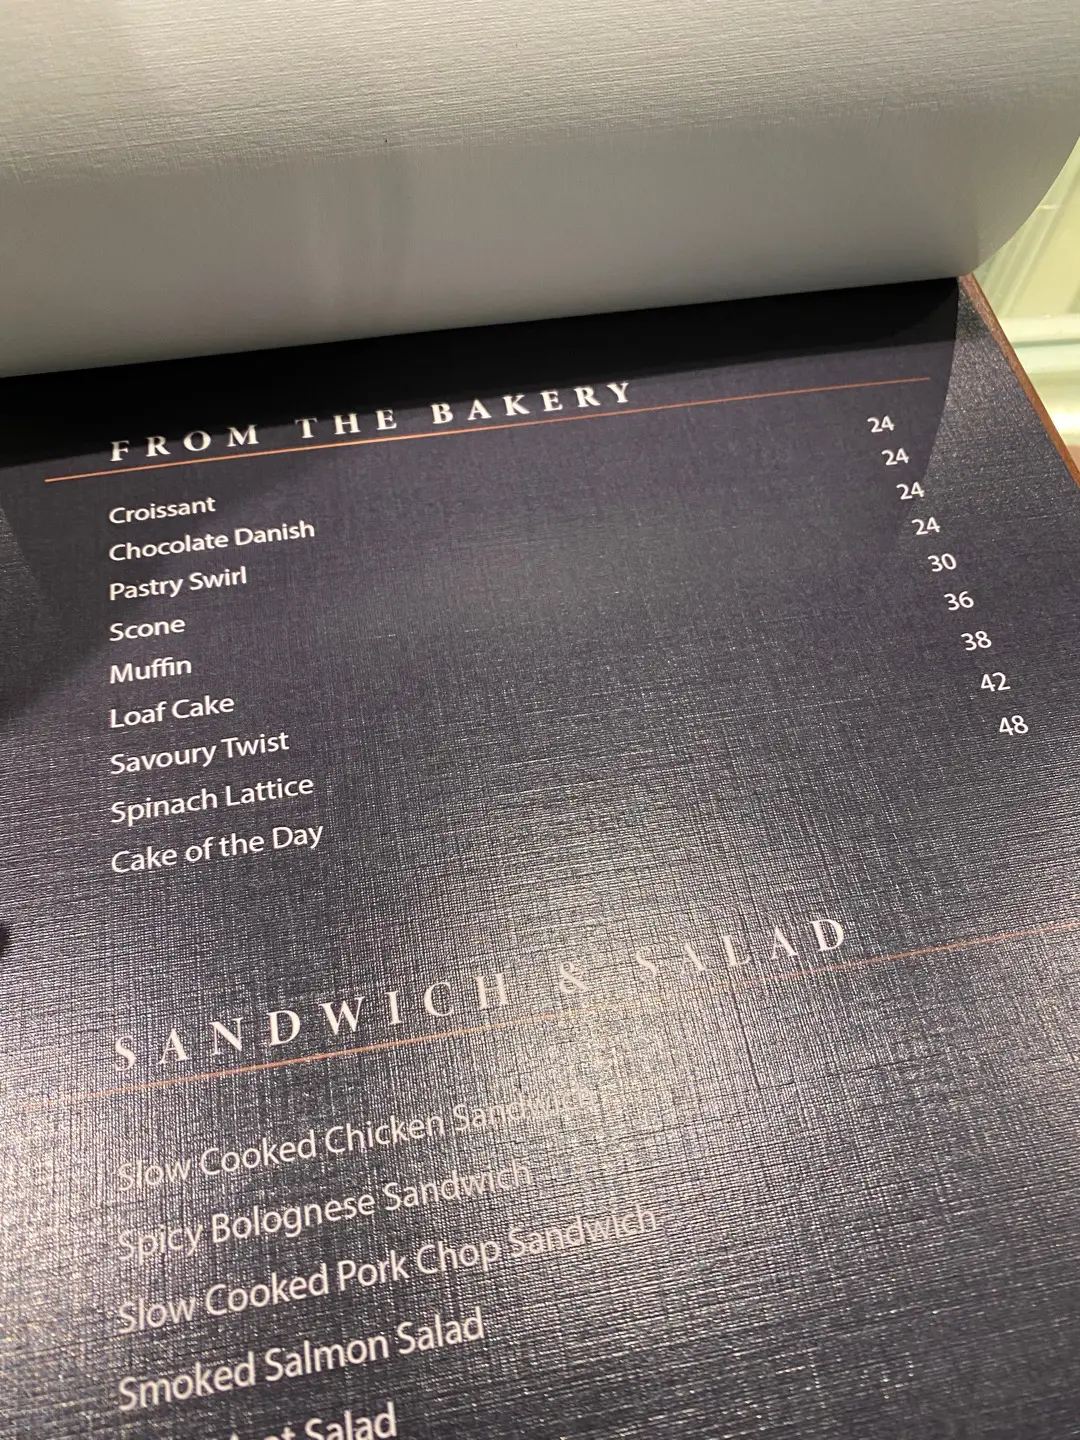 FROM THE BAKERY
Croissant 24
Chocolate Danish 24
Pastry Swirl 24
Scone 24
Muffin 30
Loaf Cake 36
Savoury Twist 38
Spinach Lattice 42
Cake of the Day 48
SANDWICH & SALAD
Slow Cooked Chicken Sandwich
Spicy Bolognese Sandwich
Slow Cooked Pork Chop Sandwich
Smoked Salmon Salad
Salad